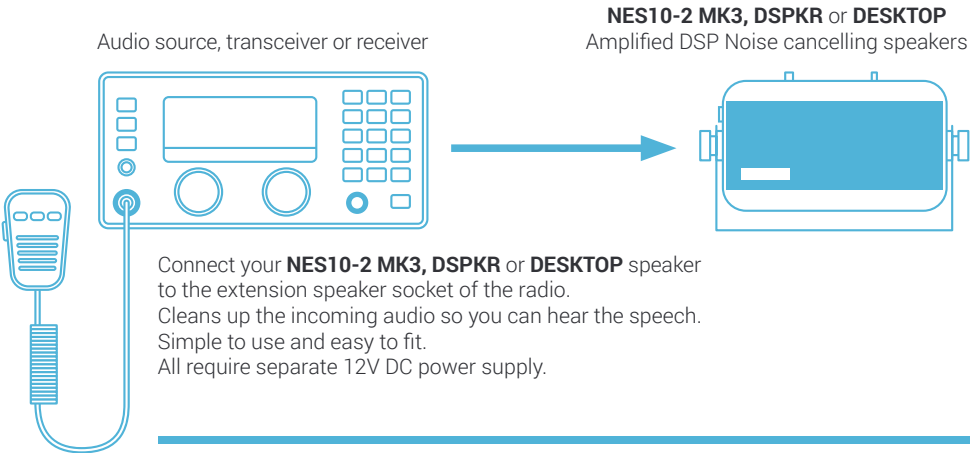 NES10-2 MK3, DSPKR or DESKTOP
Audio source, transceiver or receiver
Amplified DSP Noise cancelling speakers
Connect your NES10-2 MK3, DSPKR or DESKTOP speaker
to the extension speaker socket of the radio.
Cleans up the incoming audio so you can hear the speech.
Simple to use and easy to fit.
All require separate 12V DC power supply.